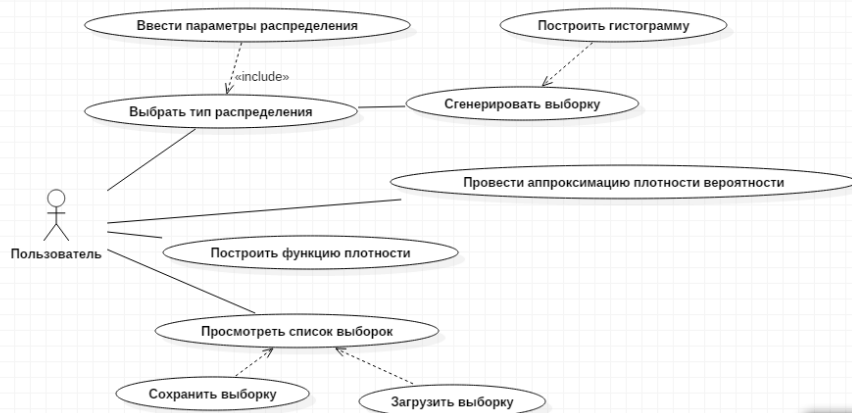 Ввести параметры распределения
Построить гистограмму
«include»
Выбрать тип распределения
Сгенерировать выборку
Провести аппроксимацию плотности вероятности
Пользователь
Построить функцию плотности
Просмотреть список выборок
Сохранить выборку
Загрузить выборку